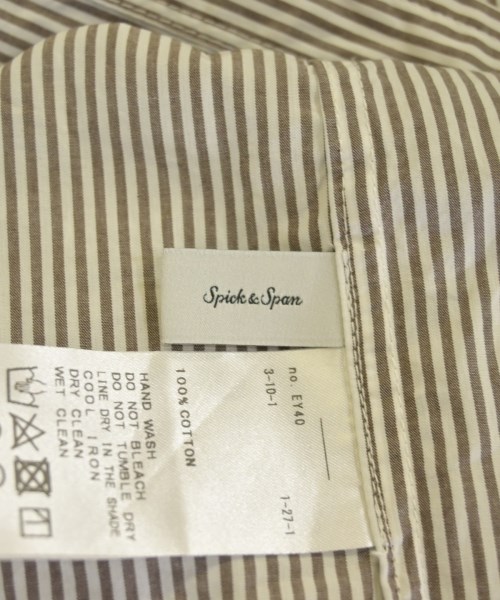 Spick & Span
no. EY40
3-10-1
1-27-1
100% COTTON
HAND WASH
DO NOT BLEACH
DO NOT TUMBLE DRY
LINE DRY IN THE SHADE
COOL IRON
DRY CLEAN
WET CLEAN